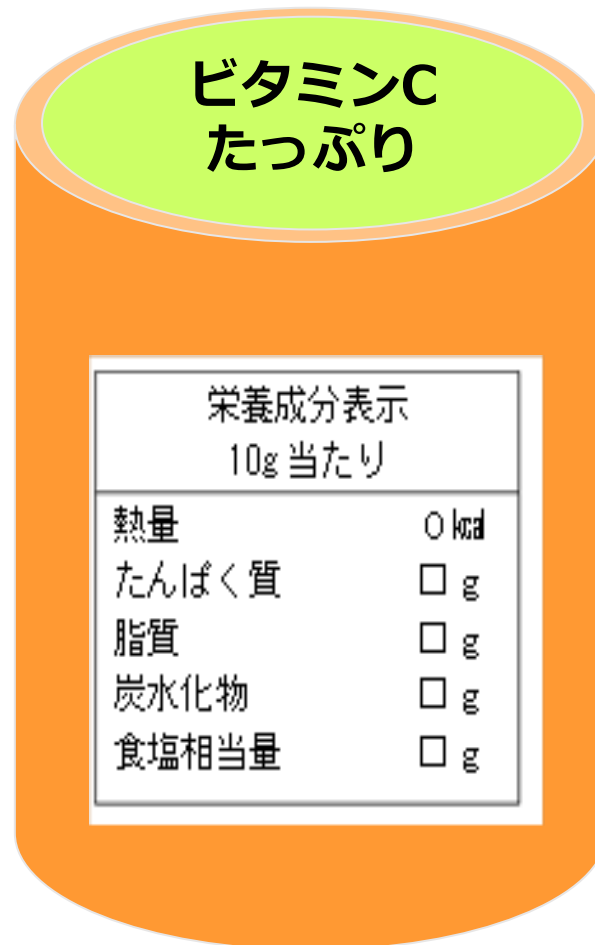 ビタミンC
たっぷり
栄養成分表示
10g当たり
熱量 ○kcal
たんぱく質 □g
脂質 □g
炭水化物 □g
食塩相当量 □g